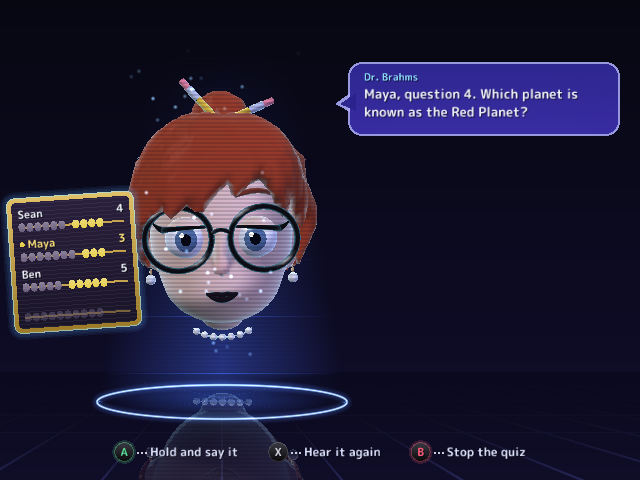 Dr. Brahms
Maya, question 4. Which planet is
known as the Red Planet?
Sean 4
Maya 3
Ben 5
A ··· Hold and say it
X ··· Hear it again
B ··· Stop the quiz